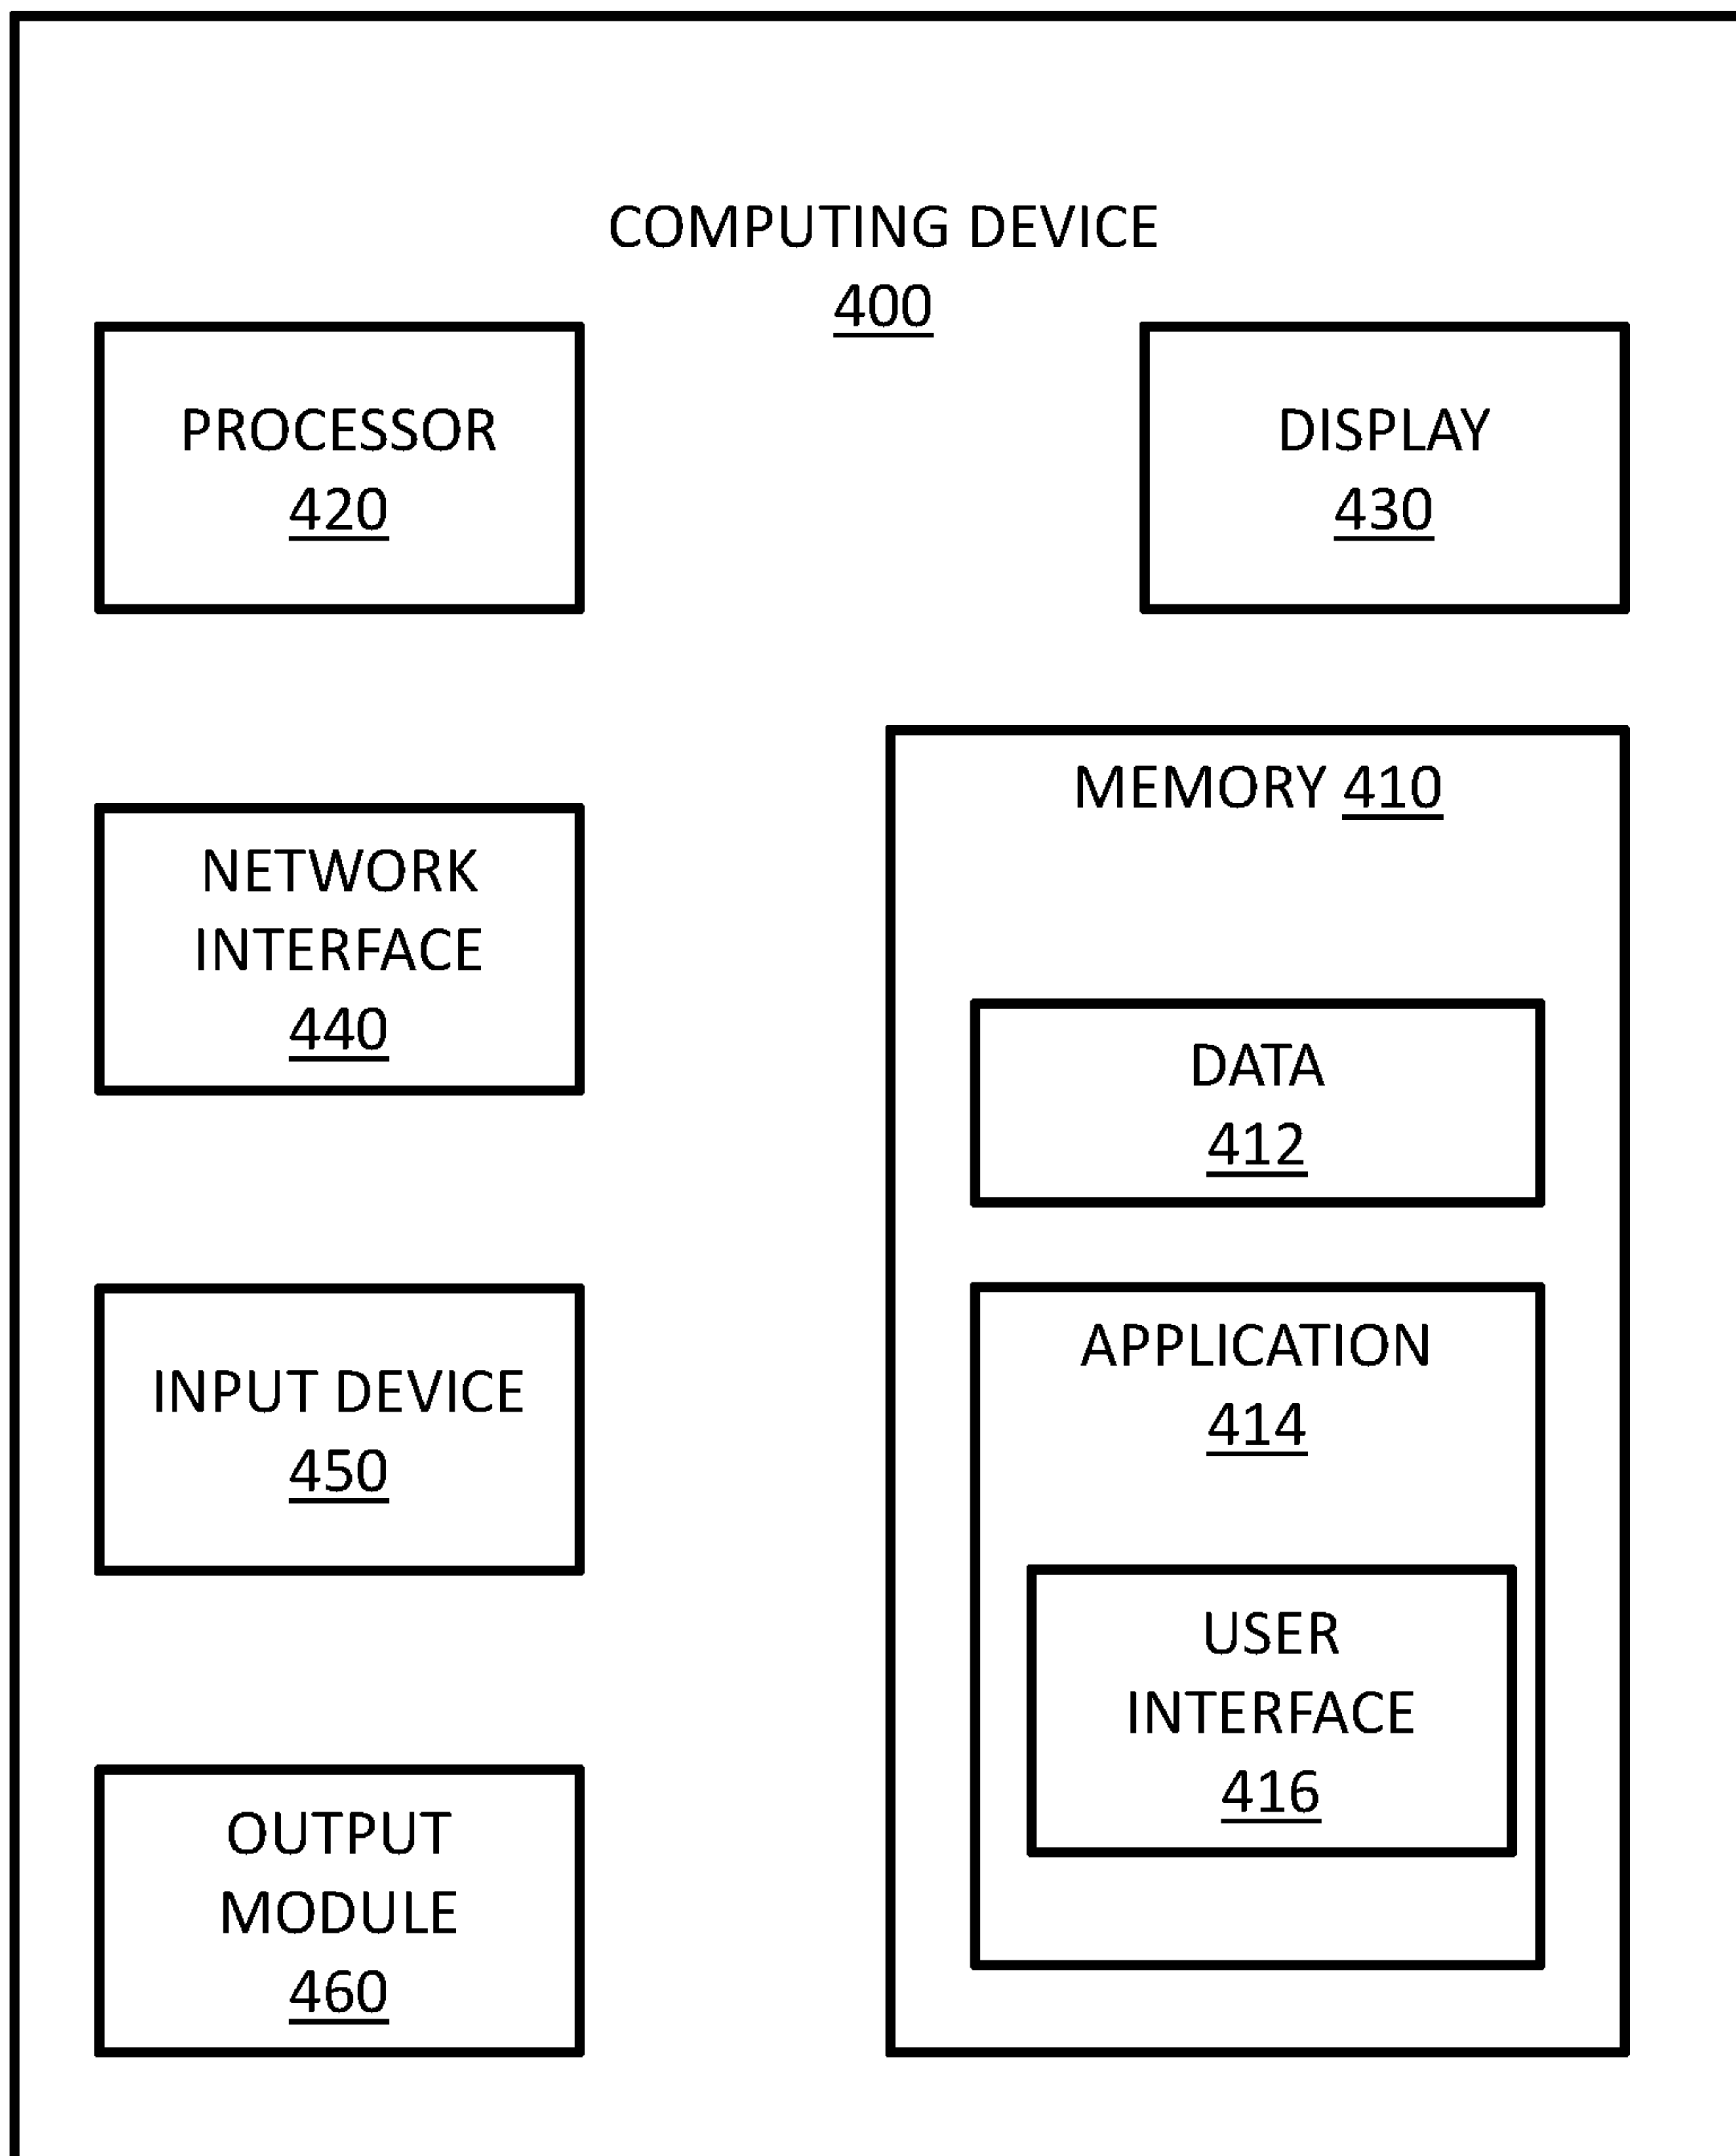 COMPUTING DEVICE
400
PROCESSOR
420
DISPLAY
430
NETWORK
INTERFACE
440
MEMORY 410
DATA
412
INPUT DEVICE
450
APPLICATION
414
USER
INTERFACE
416
OUTPUT
MODULE
460